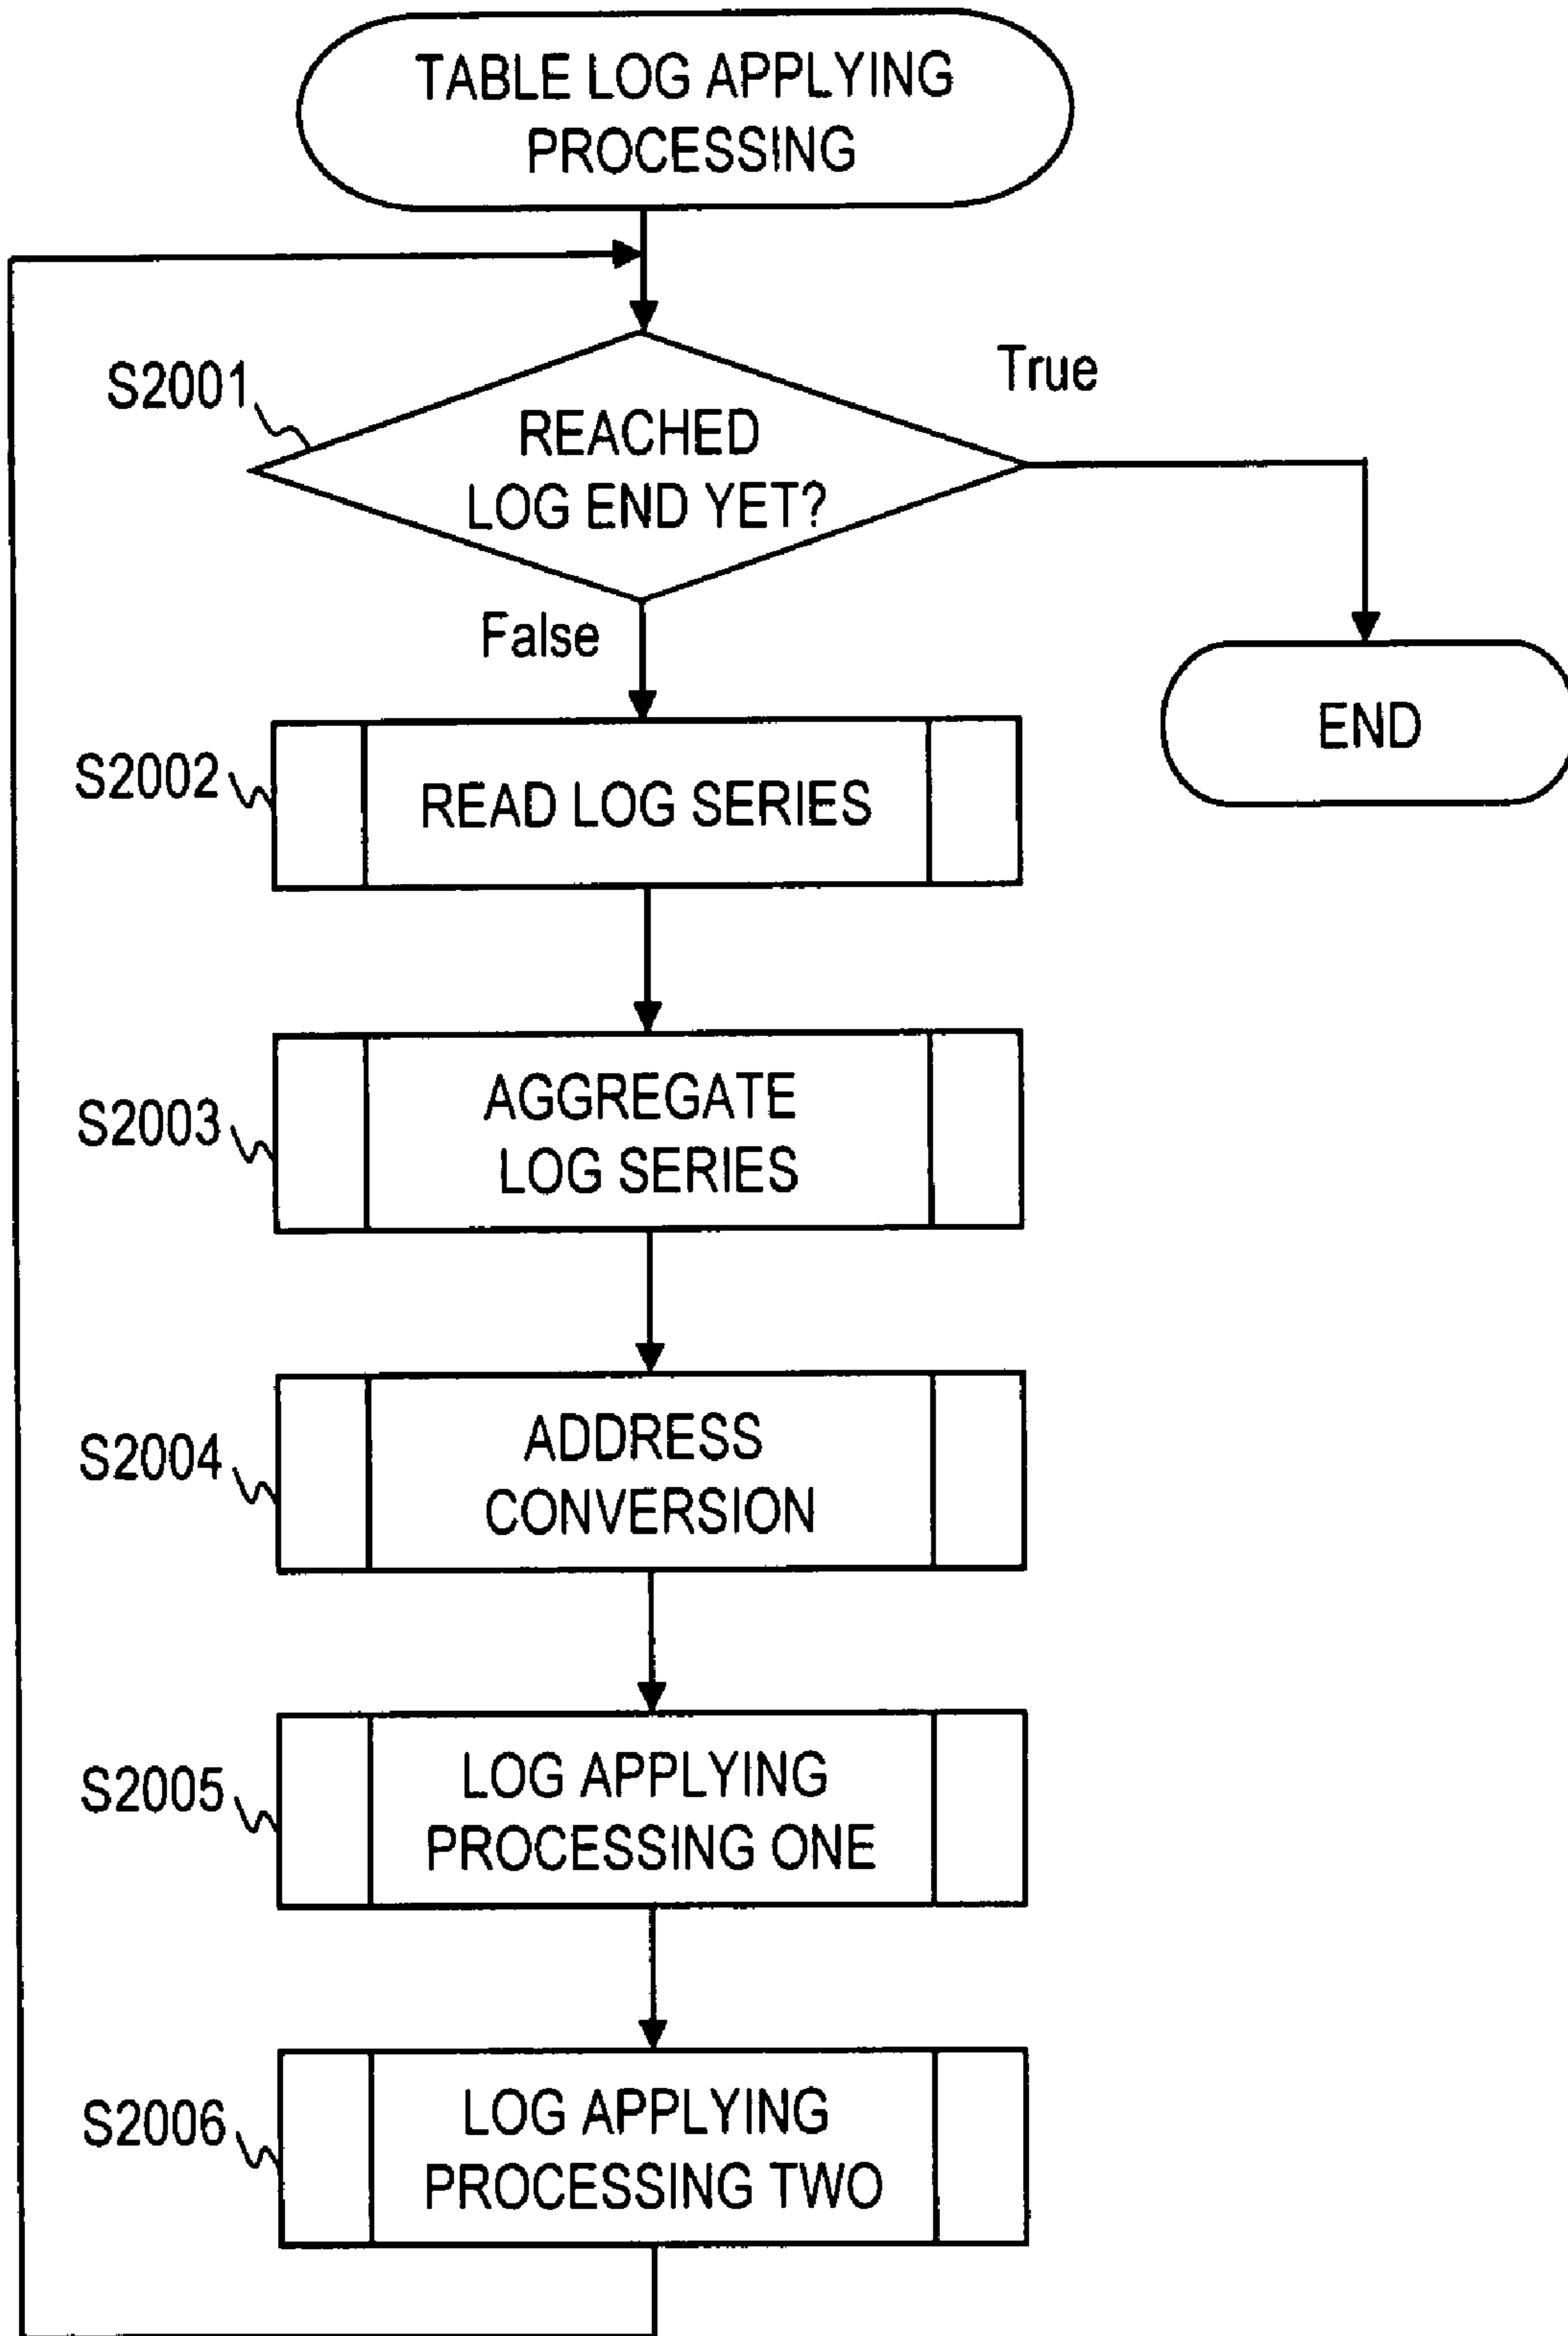 TABLE LOG APPLYING
PROCESSING
S2001
REACHED
LOG END YET?
True
False
END
S2002
READ LOG SERIES
S2003
AGGREGATE
LOG SERIES
S2004
ADDRESS
CONVERSION
S2005
LOG APPLYING
PROCESSING ONE
S2006
LOG APPLYING
PROCESSING TWO